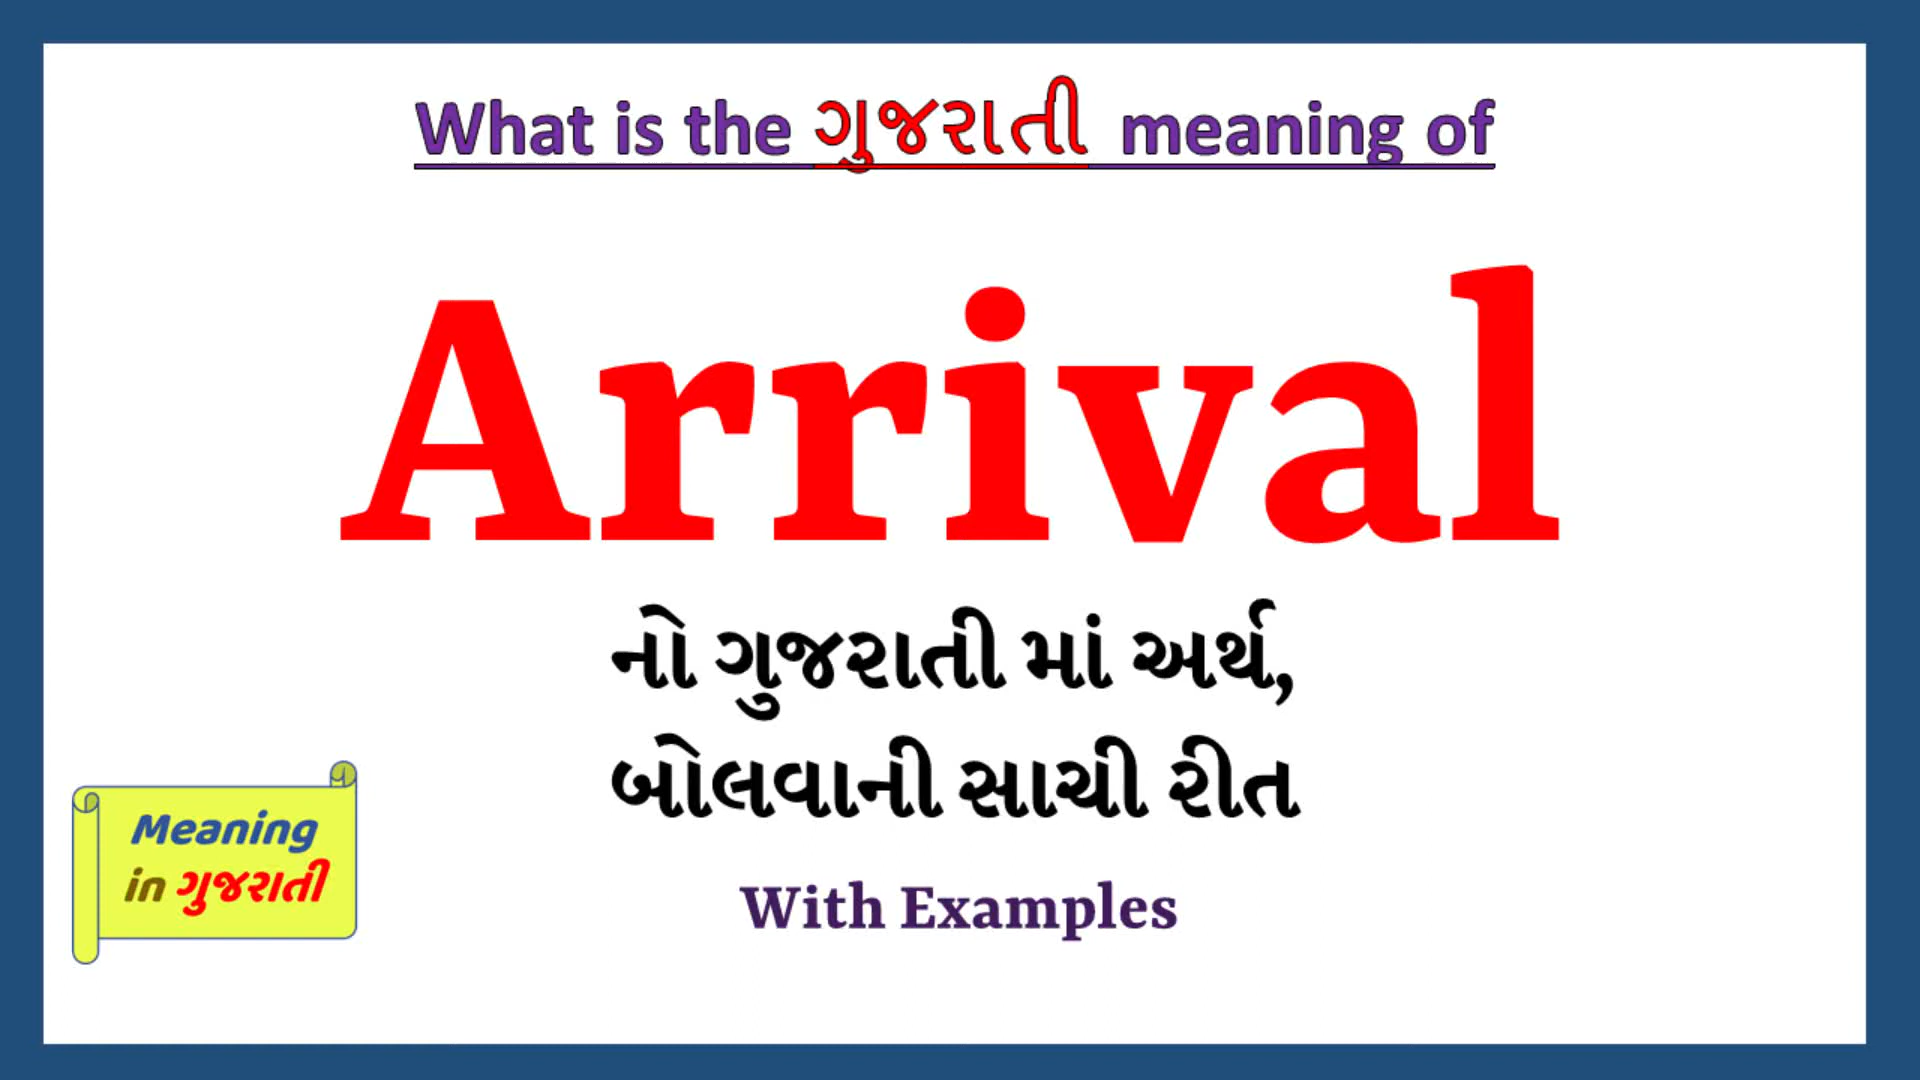 What is the ગુજરાતી meaning of
Arrival
નો ગુજરાતી માં અર્થ,
બોલવાની સાચી રીત
With Examples
Meaning
in ગુજરાતી